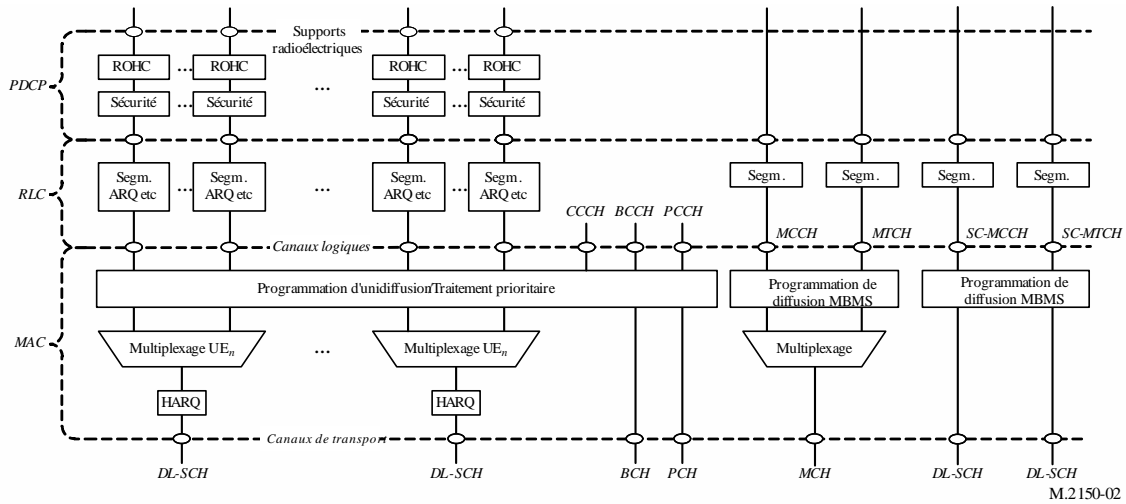 Supports
radioélectriques
PDCP
ROHC ... ROHC ROHC ... ROHC
...
Sécurité ... Sécurité Sécurité ... Sécurité
RLC
Segm.
ARQ etc
...
Segm.
ARQ etc
...
Segm.
ARQ etc
...
Segm.
ARQ etc
Segm. Segm. Segm. Segm.
CCCH BCCH PCCH
Canaux logiques
MCCH MTCH SC-MCCH SC-MTCH
MAC
Programmation d'unidiffusion/Traitement prioritaire
Programmation de
diffusion MBMS
Programmation de
diffusion MBMS
Multiplexage UEn ... Multiplexage UEn Multiplexage
HARQ HARQ
Canaux de transport
DL-SCH DL-SCH BCH PCH MCH DL-SCH DL-SCH
M.2150-02